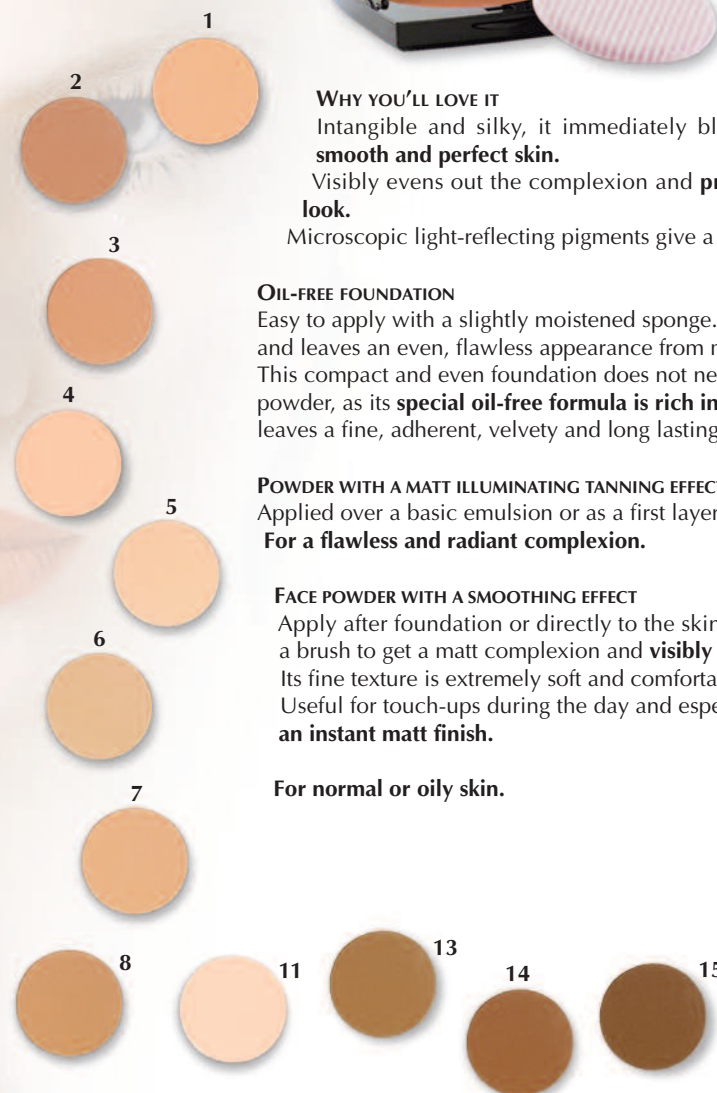 1
2
WHY YOU'LL LOVE IT
Intangible and silky, it immediately
smooth and perfect skin.
Visibly evens out the complexion and
look.
3
Microscopic light-reflecting pigments give a
OIL-FREE FOUNDATION
Easy to apply with a slightly moistened sponge.
and leaves an even, flawless appearance from
This compact and even foundation does not
4
powder, as its special oil-free formula is rich
leaves a fine, adherent, velvety and long lasting
POWDER WITH A MATT ILLUMINATING TANNING EFFECT
5
Applied over a basic emulsion or as a first layer
For a flawless and radiant complexion.
FACE POWDER WITH A SMOOTHING EFFECT
Apply after foundation or directly to the skin
6
a brush to get a matt complexion and visibly
Its fine texture is extremely soft and
Useful for touch-ups during the day and
an instant matt finish.
For normal or oily skin.
7
8
11
13
14
15